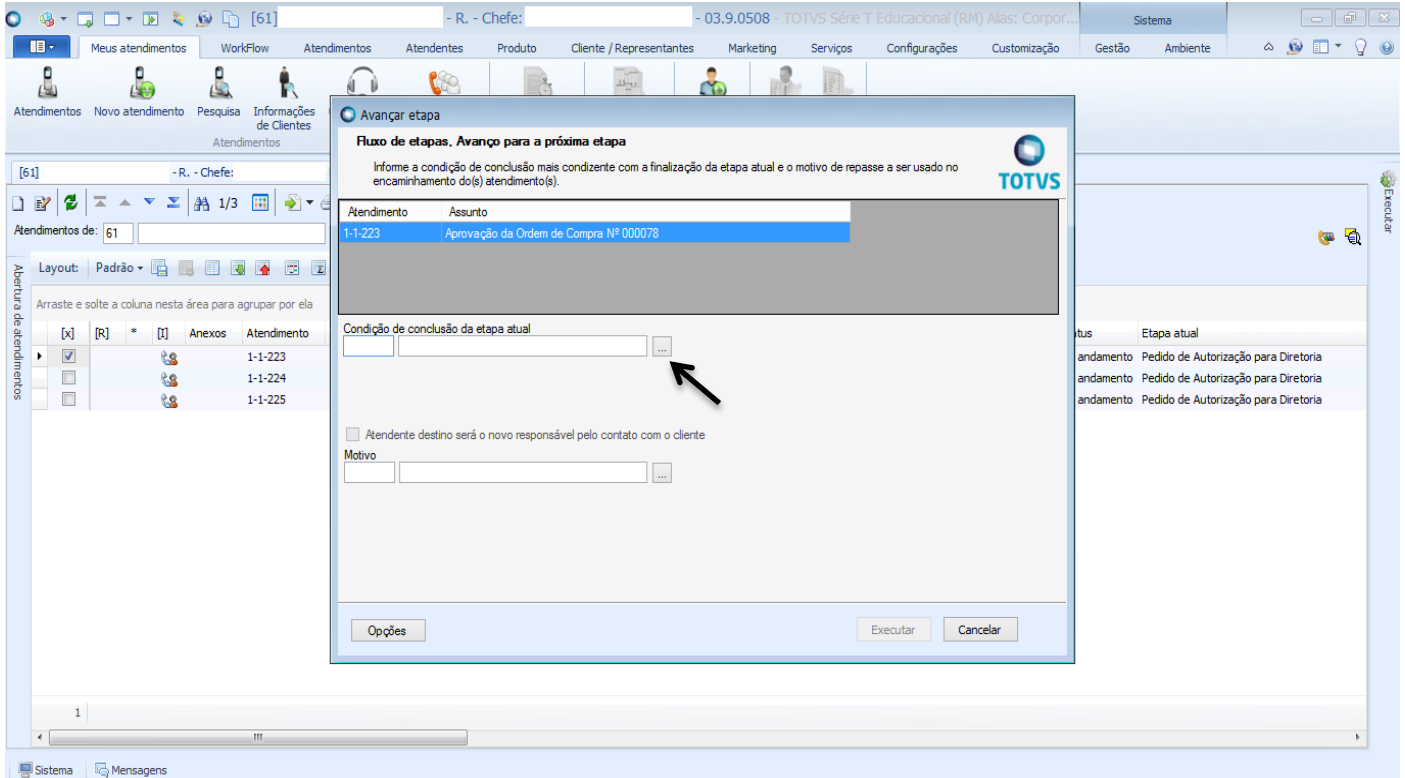 [61] - R. - Chefe: - 03.9.0508 - TOTVS Série T Educacional (RM) Alias: Corpor... Sistema
Meus atendimentos WorkFlow Atendimentos Atendentes Produto Cliente / Representantes Marketing Serviços Configurações Customização Gestão Ambiente
Atendimentos Novo atendimento Pesquisa Informações de Clientes
Atendimentos
[61] - R. - Chefe:
1/3
Atendimentos de: 61
Layout: Padrão
Arraste e solte a coluna nesta área para agrupar por ela
[x] [R] * [I] Anexos Atendimento
1-1-223
1-1-224
1-1-225
Abertura de atendimentos
Avançar etapa
Fluxo de etapas, Avanço para a próxima etapa
Informe a condição de conclusão mais condizente com a finalização da etapa atual e o motivo de repasse a ser usado no
encaminhamento do(s) atendimento(s).
TOTVS
Atendimento Assunto
1-1-223 Aprovação da Ordem de Compra Nº 000078
Condição de conclusão da etapa atual
...
Atendente destino será o novo responsável pelo contato com o cliente
Motivo
...
Opções Executar Cancelar
tus Etapa atual
andamento Pedido de Autorização para Diretoria
andamento Pedido de Autorização para Diretoria
andamento Pedido de Autorização para Diretoria
Executar
1
Sistema Mensagens